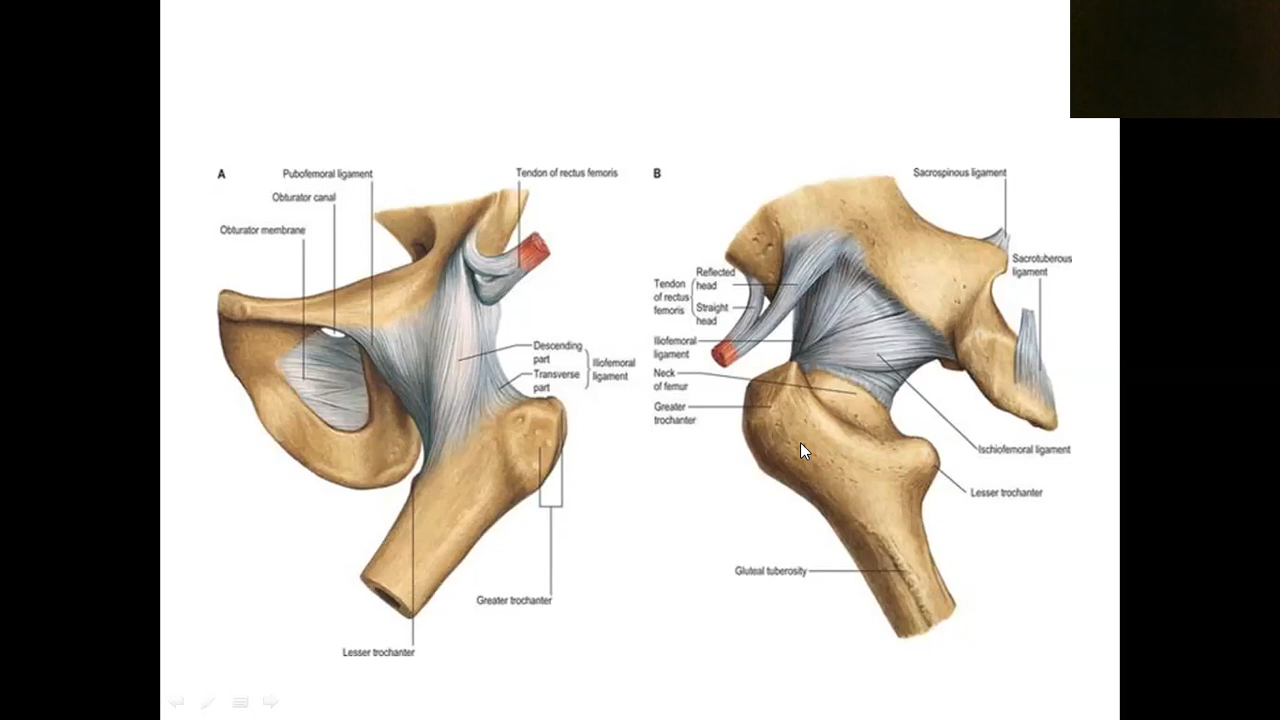 A
Pubofemoral ligament
Tendon of rectus femoris
Obturator canal
Obturator membrane
Descending
part
Transverse
part
Iliofemoral
ligament
Greater trochanter
Lesser trochanter
B
Sacrospinous ligament
Sacrotuberous
ligament
Tendon
of rectus
femoris
Reflected
head
Straight
head
Iliofemoral
ligament
Neck
of femur
Greater
trochanter
Ischiofemoral ligament
Lesser trochanter
Gluteal tuberosity